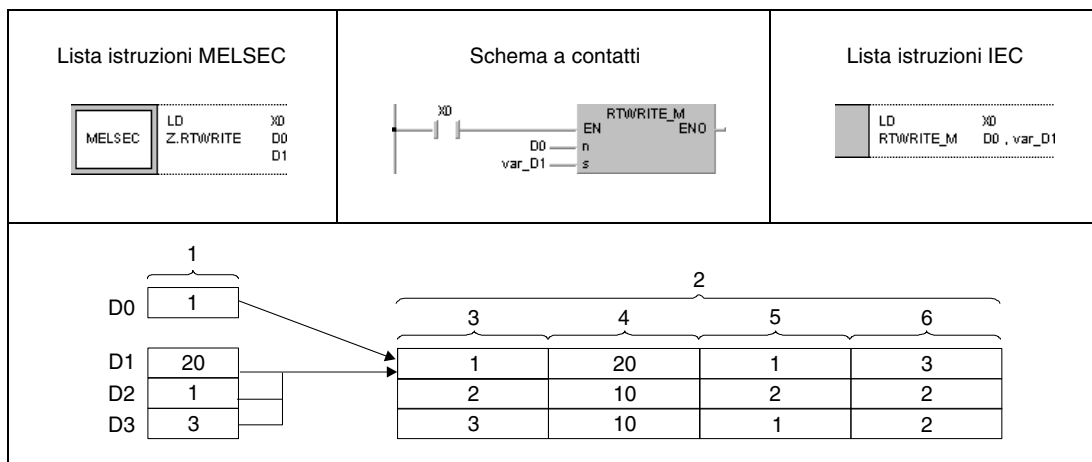 Lista istruzioni MELSEC
Schema a contatti
Lista istruzioni IEC
MELSEC
LD X0
Z.RTWRITE D0
D1
X0
RTWRITE_M
EN ENO
D0 n
var_D1 s
LD X0
RTWRITE_M D0 , var_D1
1
D0 1
2
3 4 5 6
D1 20
1 20 1 3
D2 1
2 10 2 2
D3 3
3 10 1 2